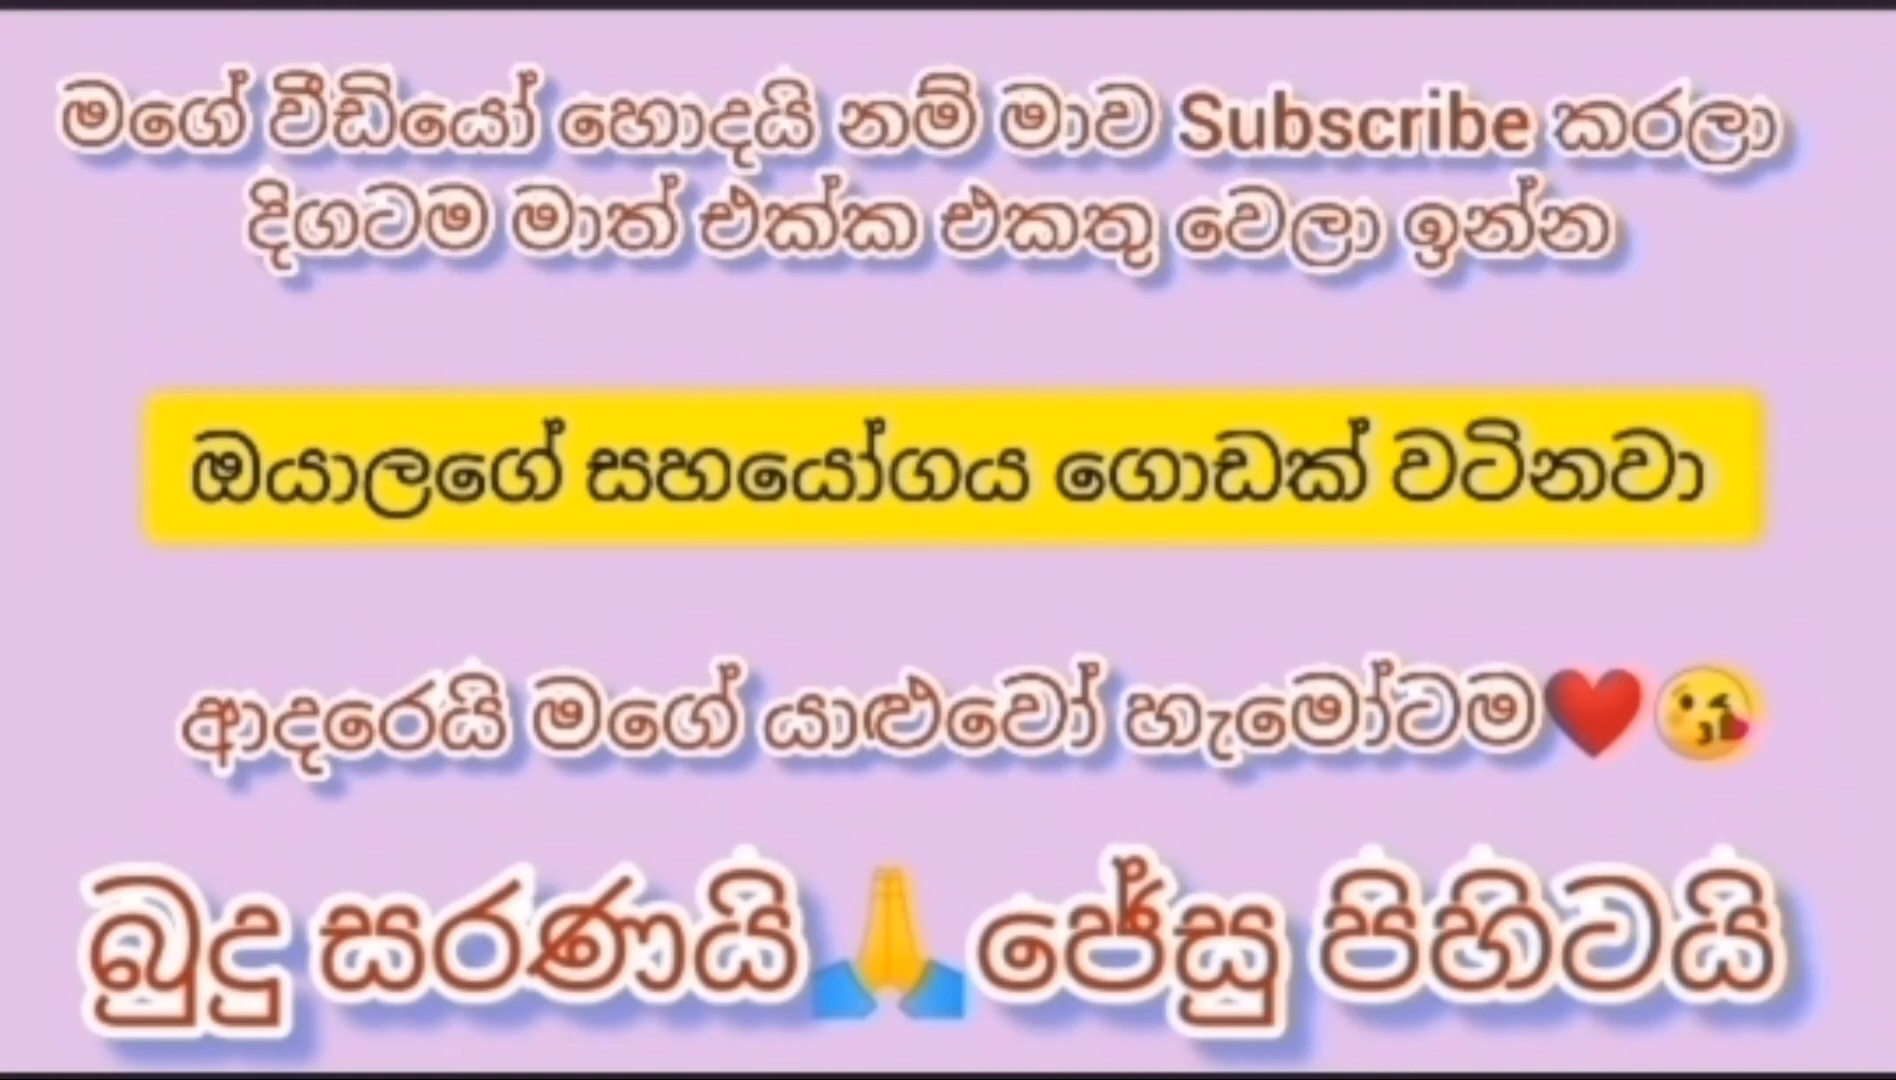 මගේ වීඩියෝ හොදයි නම් මාව Subscribe කරලා
දිගටම මාත් එක්ක එකතු වෙලා ඉන්න
ඔයාලගේ සහයෝගය ගොඩක් වටිනවා
ආදරෙයි මගේ යාළුවෝ හැමෝටම❤️😘
බුදු සරණයි🙏ජේසු පිහිටයි